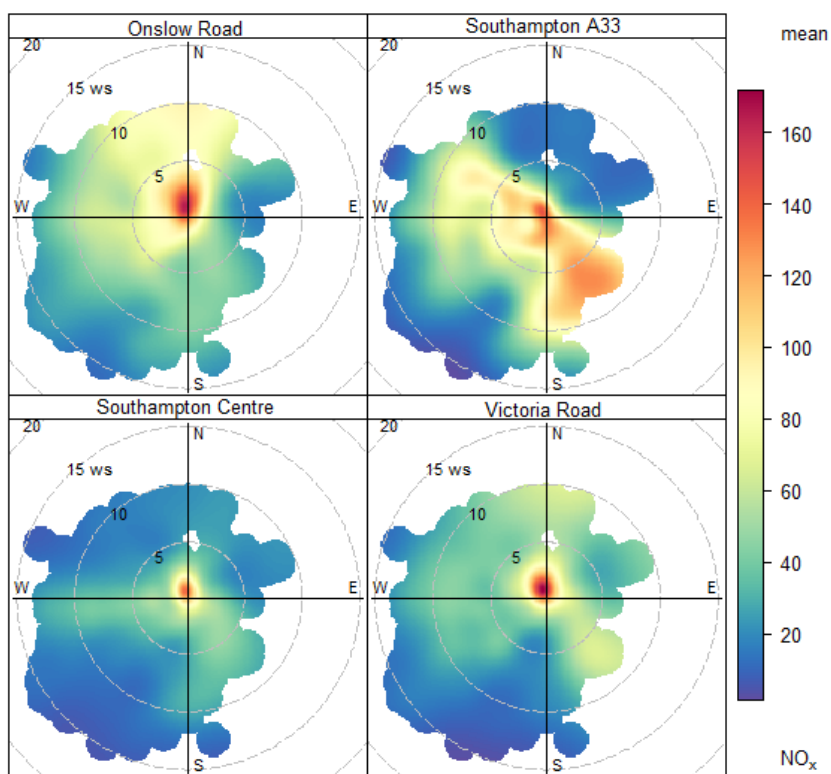 Onslow Road
20
N
15 ws
10
5
W
E
S
Southampton A33
20
N
15 ws
10
5
W
E
S
Southampton Centre
20
N
15 ws
10
5
W
E
S
Victoria Road
20
N
15 ws
10
5
W
E
S
mean
160
140
120
100
80
60
40
20
NOₓ